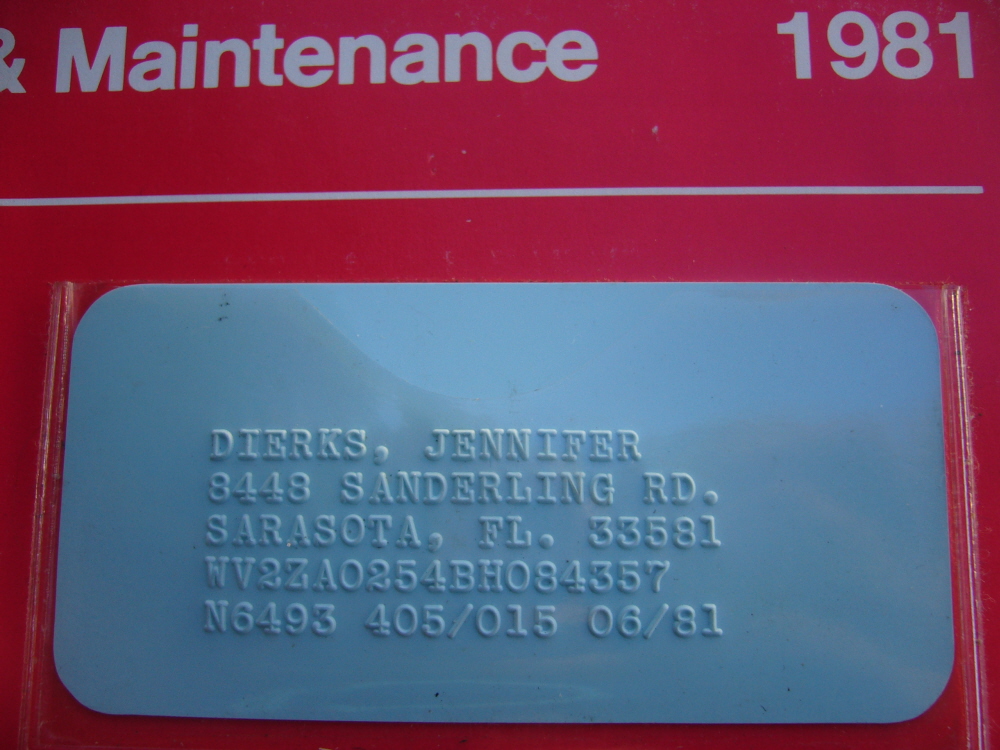 & Maintenance 1981
DIERKS, JENNIFER
8448 SANDERLING RD.
SARASOTA, FL. 33581
WV2ZA0254BH084357
N6493 405/015 06/81